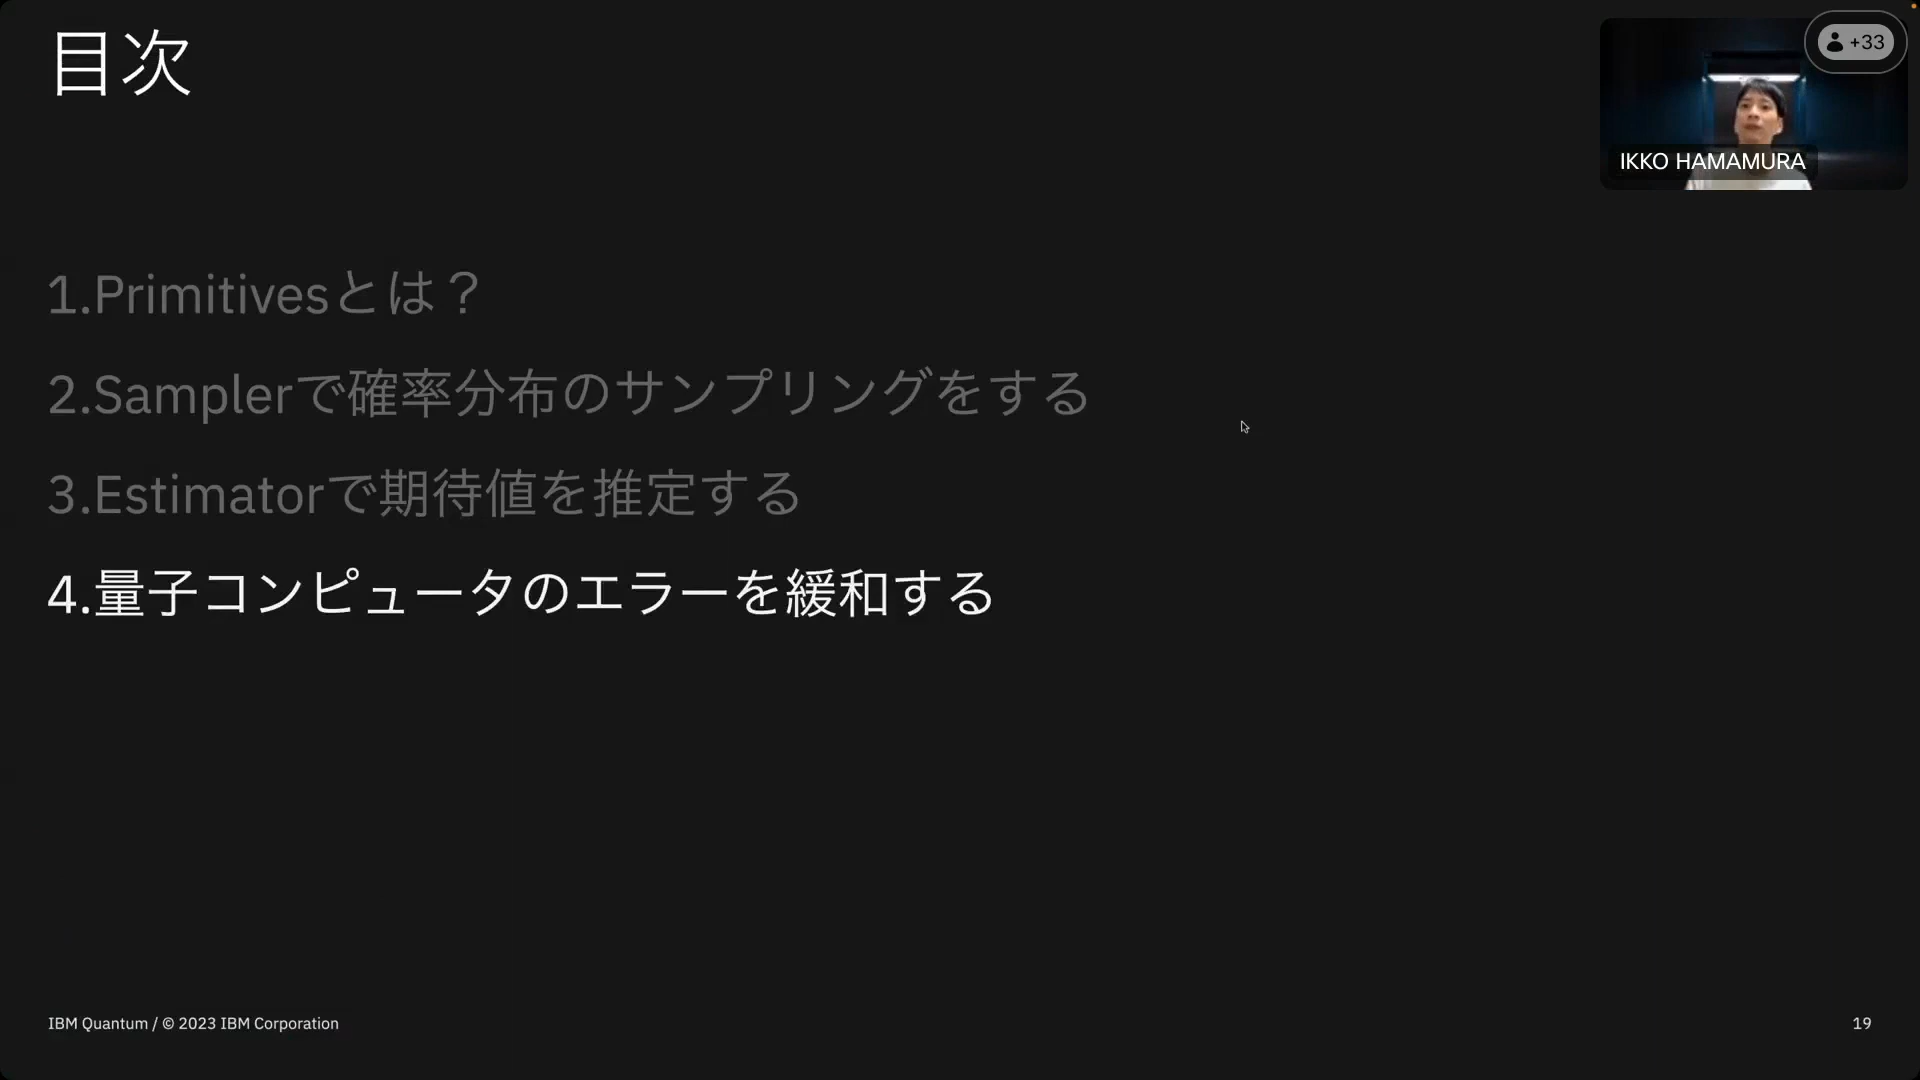 目次
+33
IKKO HAMAMURA
1.Primitivesとは？
2.Samplerで確率分布のサンプリングをする
3.Estimatorで期待値を推定する
4.量子コンピュータのエラーを緩和する
IBM Quantum / © 2023 IBM Corporation
19